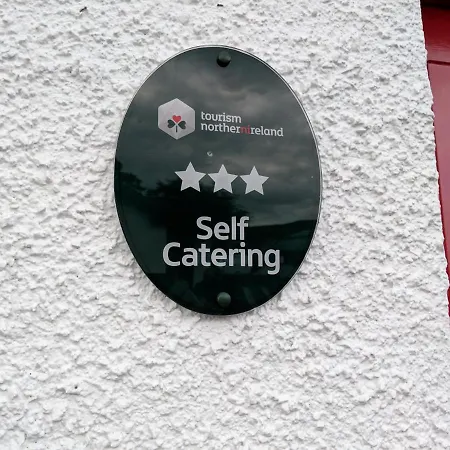 tourism
northernireland
Self
Catering